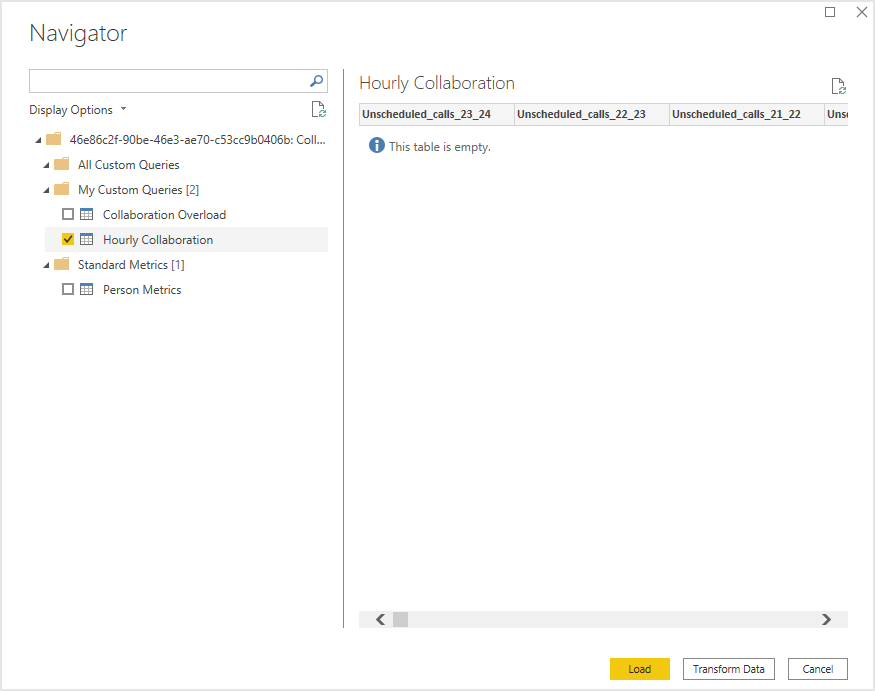 Navigator
Display Options
46e86c2f-90be-46e3-ae70-c53cc9b0406b: Coll...
All Custom Queries
My Custom Queries [2]
Collaboration Overload
Hourly Collaboration
Standard Metrics [1]
Person Metrics
Hourly Collaboration
Unscheduled_calls_23_24 Unscheduled_calls_22_23 Unscheduled_calls_21_22 Unsc
This table is empty.
Load Transform Data Cancel